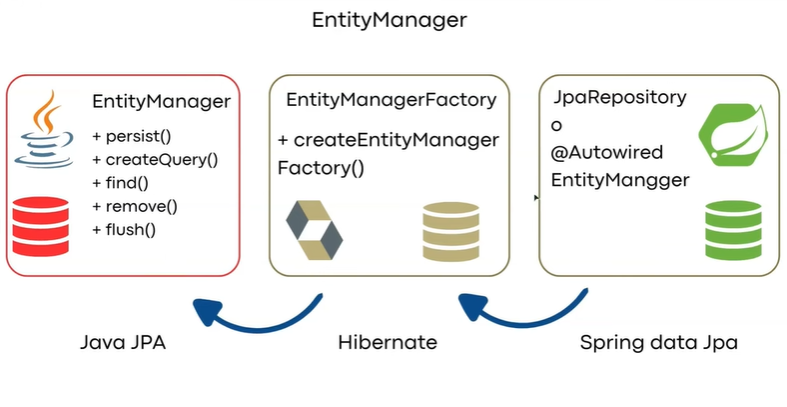 EntityManager
EntityManager
+ persist()
+ createQuery()
+ find()
+ remove()
+ flush()
Java JPA
EntityManagerFactory
+ createEntityManager
Factory()
Hibernate
JpaRepository
o
@Autowired
EntityMangger
Spring data Jpa